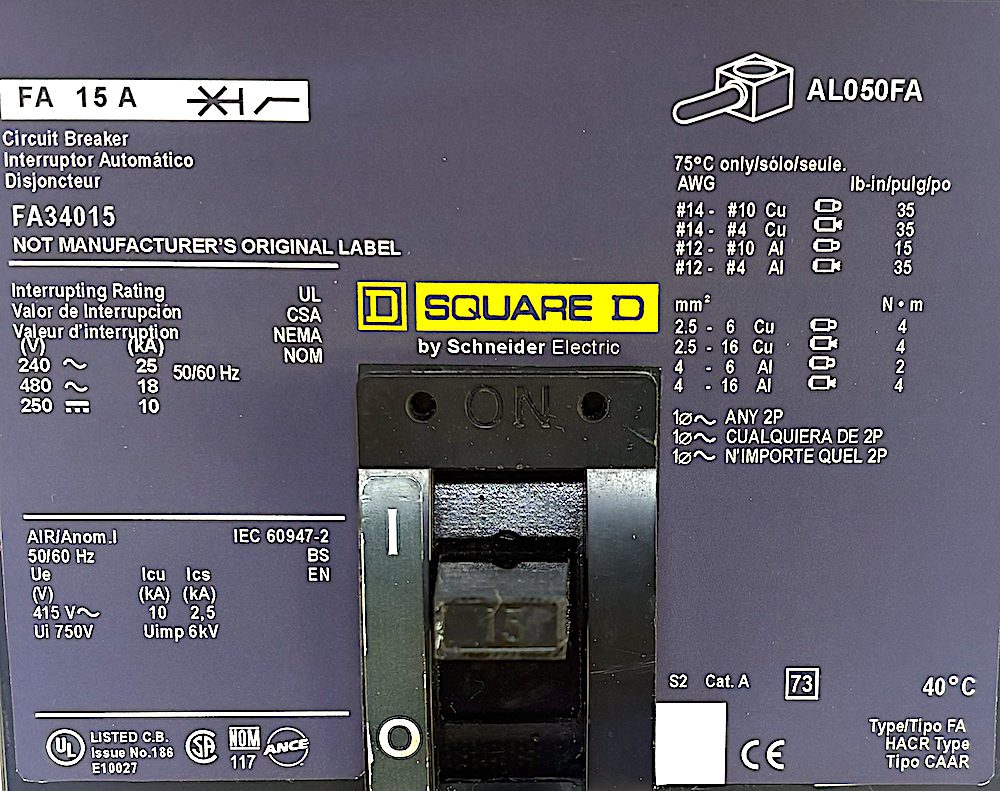 FA 15 A
Circuit Breaker
Interruptor Automático
Disjoncteur
FA34015
NOT MANUFACTURER'S ORIGINAL LABEL
Interrupting Rating UL
Valor de Interrupción CSA
Valeur d'interruption NEMA
(V) (kA) NOM
240 25 50/60 Hz
480 18
250 10
AIR/Anom.I IEC 60947-2
50/60 Hz BS
Ue Icu Ics EN
(V) (kA) (kA)
415 V 10 2,5
Ui 750V Uimp 6kV
UL LISTED C.B.
Issue No.186
E10027
SA
NOM
117
ANCE
D SQUARE D
by Schneider Electric
ON
I
15
O
AL050FA
75°C only/sólo/seule.
AWG lb-in/pulg/po
#14 - #10 Cu 35
#14 - #4 Cu 35
#12 - #10 Al 15
#12 - #4 Al 35
mm² N•m
2.5 - 6 Cu 4
2.5 - 16 Cu 4
4 - 6 Al 2
4 - 16 Al 4
1ø ANY 2P
1ø CUALQUIERA DE 2P
1ø N'IMPORTE QUEL 2P
S2 Cat. A 73 40°C
CE
Type/Tipo FA
HACR Type
Tipo CAAR